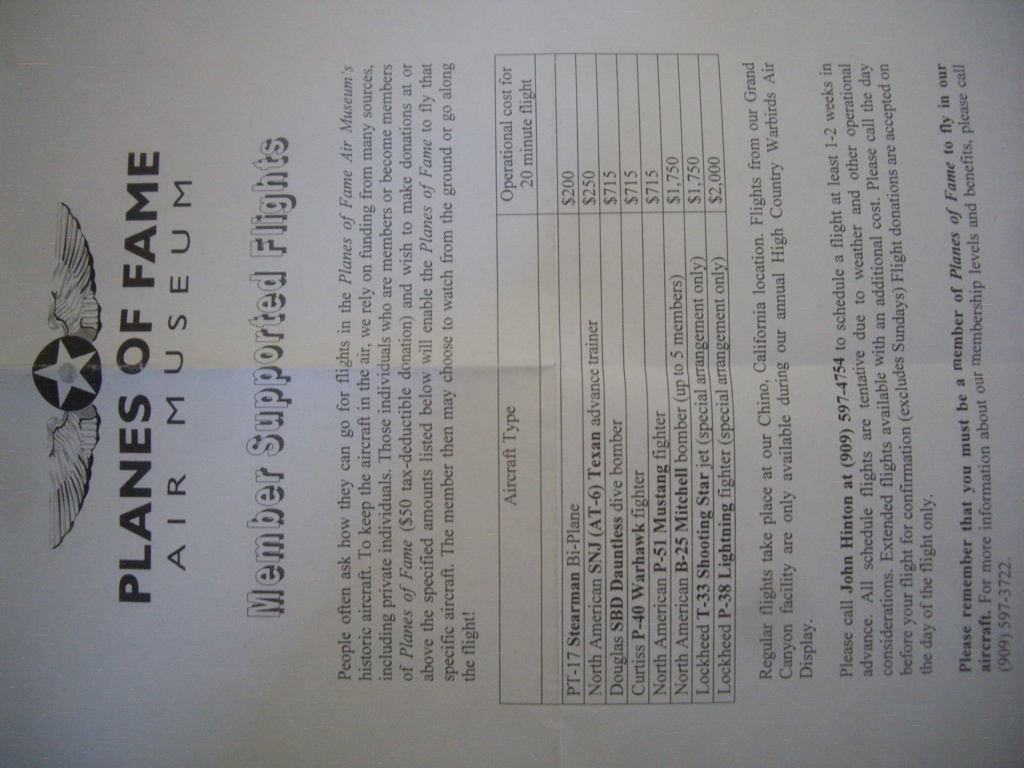 PLANES OF FAME
AIR MUSEUM
Member Supported Flights
People often ask how they can go for flights in the Planes of Fame Air Museum's
historic aircraft. To keep the aircraft in the air, we rely on funding from many sources,
including private individuals. Those individuals who are members or become members
of Planes of Fame ($50 tax-deductible donation) and wish to make donations at or
above the specified amounts listed below will enable the Planes of Fame to fly that
specific aircraft. The member then may choose to watch from the ground or go along
the flight!
Aircraft Type Operational cost for
20 minute flight
PT-17 Stearman Bi-Plane $200
North American SNJ (AT-6) Texan advance trainer $250
Douglas SBD Dauntless dive bomber $715
Curtiss P-40 Warhawk fighter $715
North American P-51 Mustang fighter $715
North American B-25 Mitchell bomber (up to 5 members) $1,750
Lockheed T-33 Shooting Star jet (special arrangement only) $1,750
Lockheed P-38 Lightning fighter (special arrangement only) $2,000
Regular flights take place at our Chino, California location. Flights from our Grand
Canyon facility are only available during our annual High Country Warbirds Air
Display.
Please call John Hinton at (909) 597-4754 to schedule a flight at least 1-2 weeks in
advance. All schedule flights are tentative due to weather and other operational
considerations. Extended flights available with an additional cost. Please call the day
before your flight for confirmation (excludes Sundays) Flight donations are accepted on
the day of the flight only.
Please remember that you must be a member of Planes of Fame to fly in our
aircraft. For more information about our membership levels and benefits, please call
(909) 597-3722.